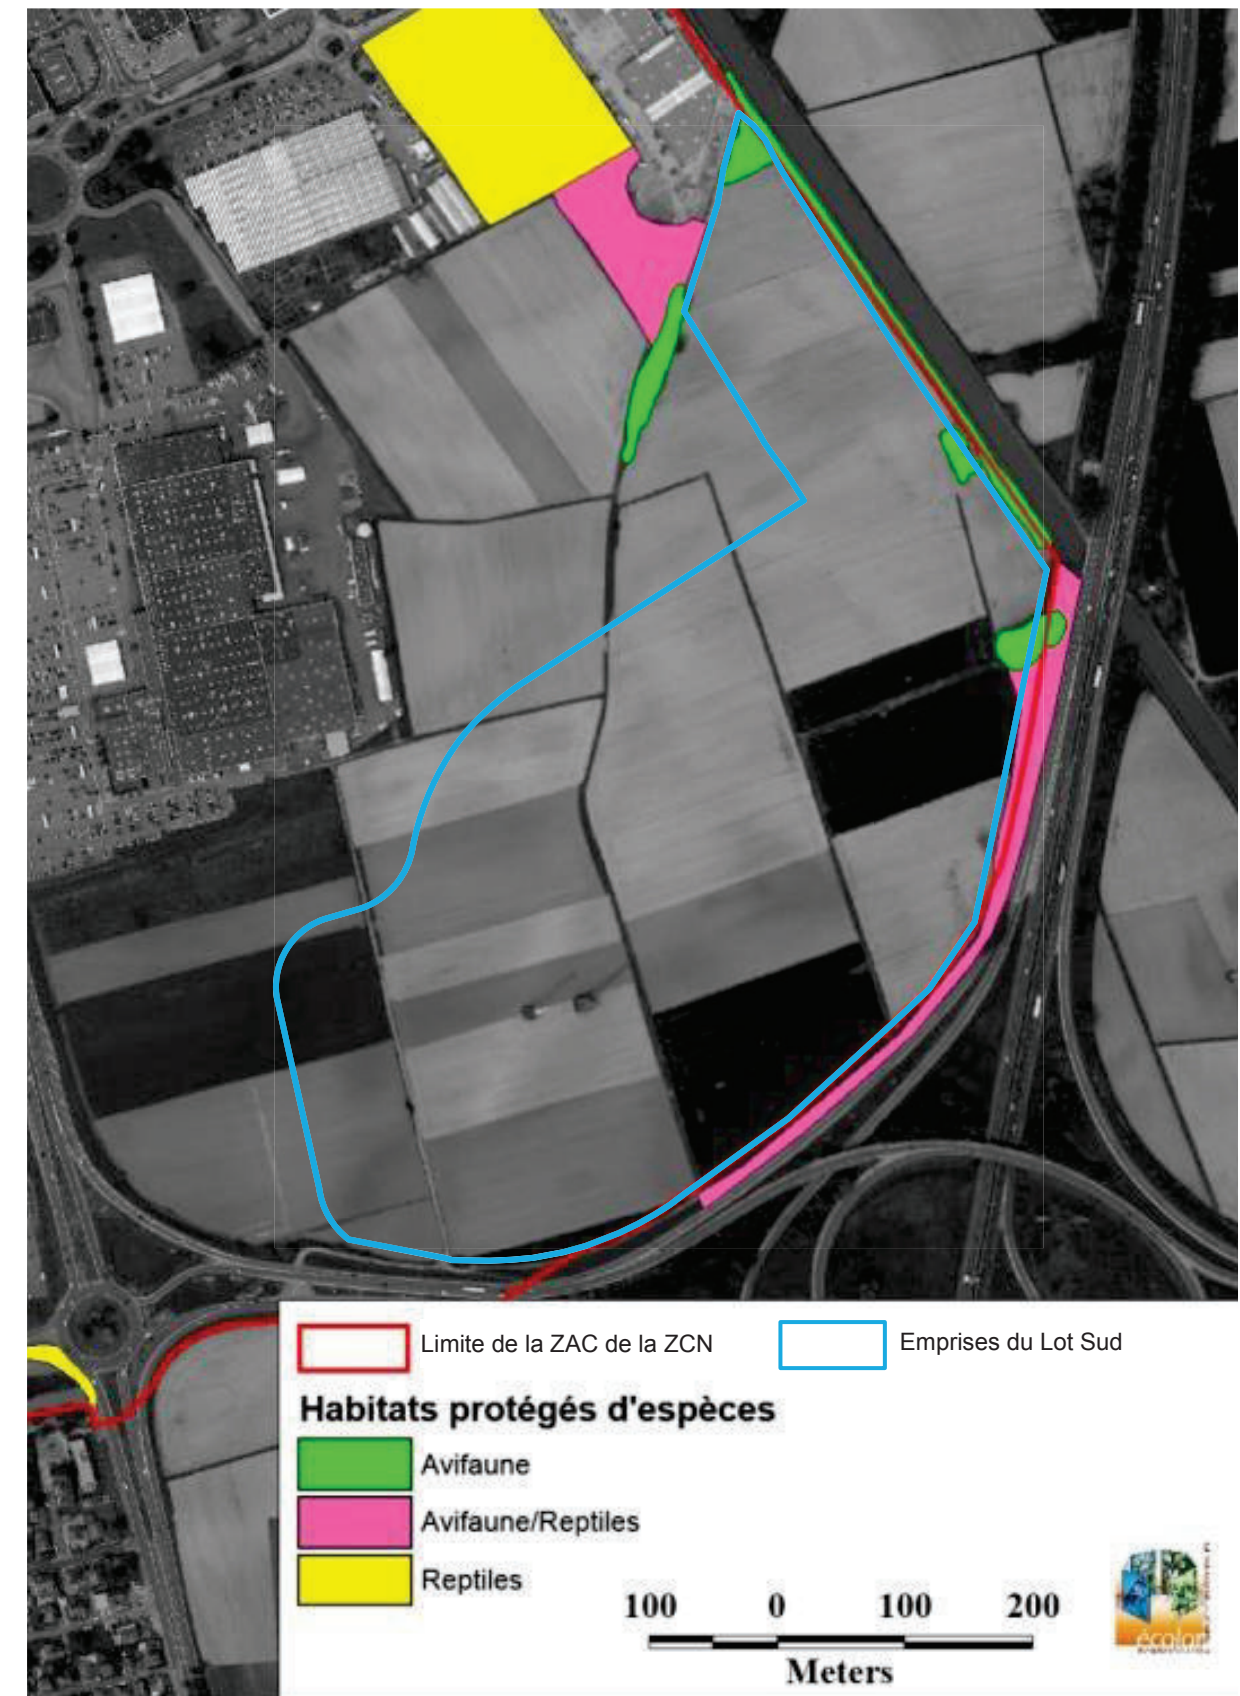 Limite de la ZAC de la ZCN
Emprises du Lot Sud
Habitats protégés d'espèces
Avifaune
Avifaune/Reptiles
Reptiles
100 0 100 200
Meters
écolor